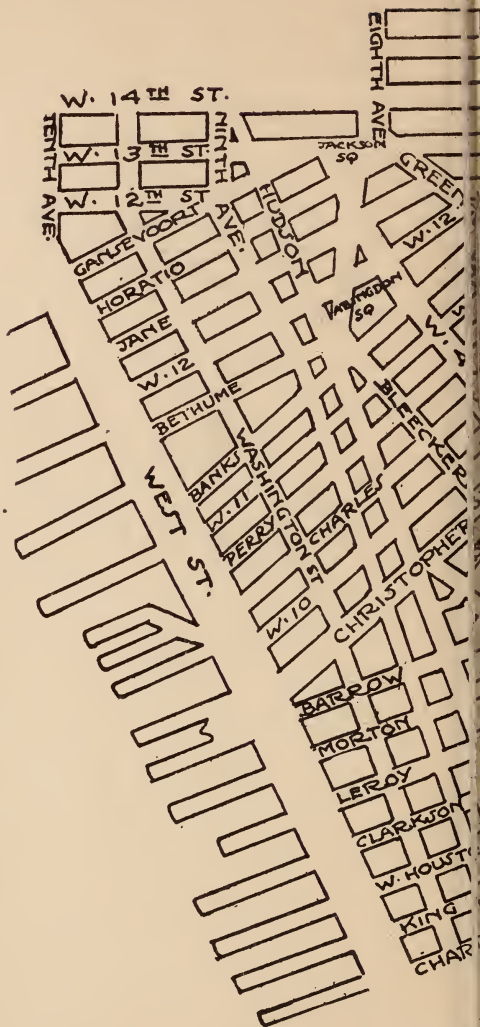 EIGHTH AVE
W. 14TH ST.
TENTH AVE.
NINTH AVE.
JACKSON SQ
W. 13TH ST
GREEN
W. 12TH ST
HUDSON
W. 12
GANSEVOORT
HORATIO
ABINGDON SQ
JANE
W. 4
W. 12
BLEECKER
BETHUME
WASHINGTON ST
BANKS
WEST ST.
W. 11
CHARLES
PERRY
CHRISTOPHER
W. 10
BARROW
MORTON
LEROY
CLARKSON
W. HOUST
KING
CHAR